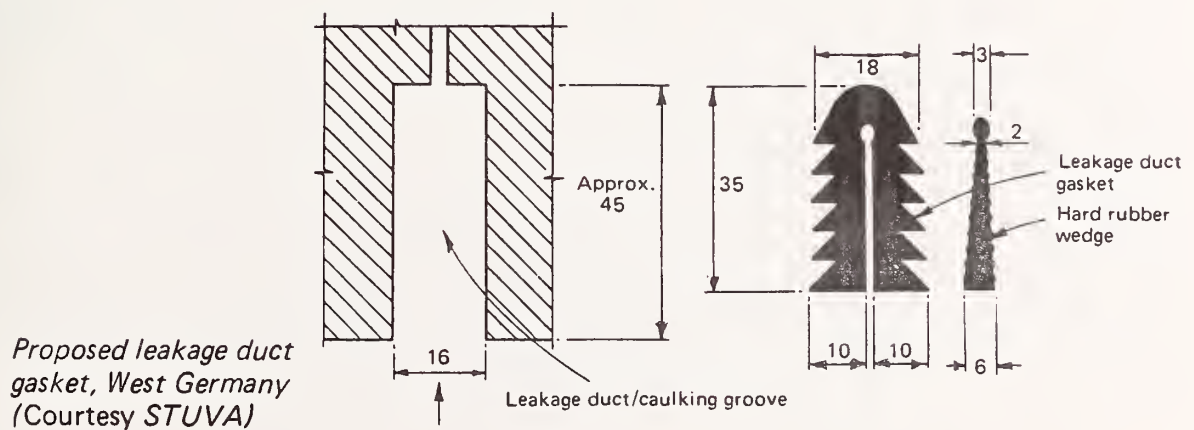 18
3
2
Approx.
45
35
Leakage duct
gasket
Hard rubber
wedge
16
10
10
6
Leakage duct/caulking groove
Proposed leakage duct
gasket, West Germany
(Courtesy STUVA)